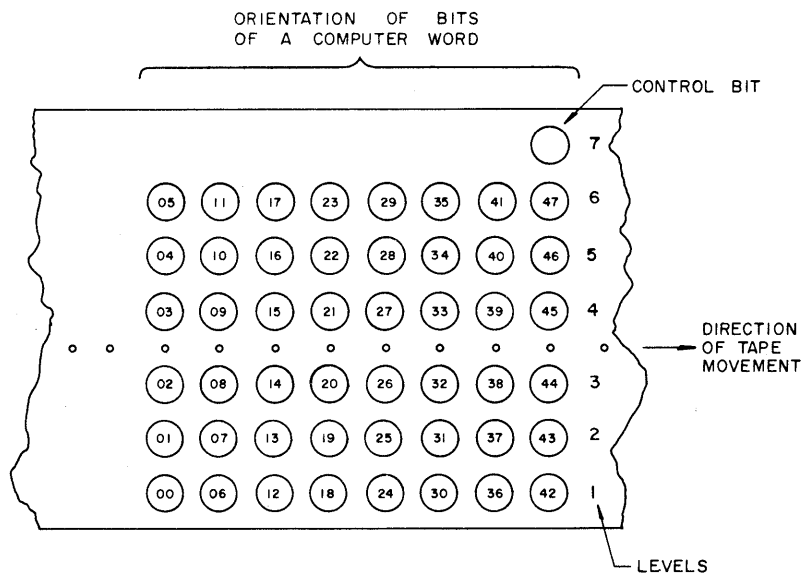 ORIENTATION OF BITS
OF A COMPUTER WORD
CONTROL BIT
7
05 11 17 23 29 35 41 47 6
04 10 16 22 28 34 40 46 5
03 09 15 21 27 33 39 45 4
DIRECTION
OF TAPE
MOVEMENT
02 08 14 20 26 32 38 44 3
01 07 13 19 25 31 37 43 2
00 06 12 18 24 30 36 42 1
LEVELS